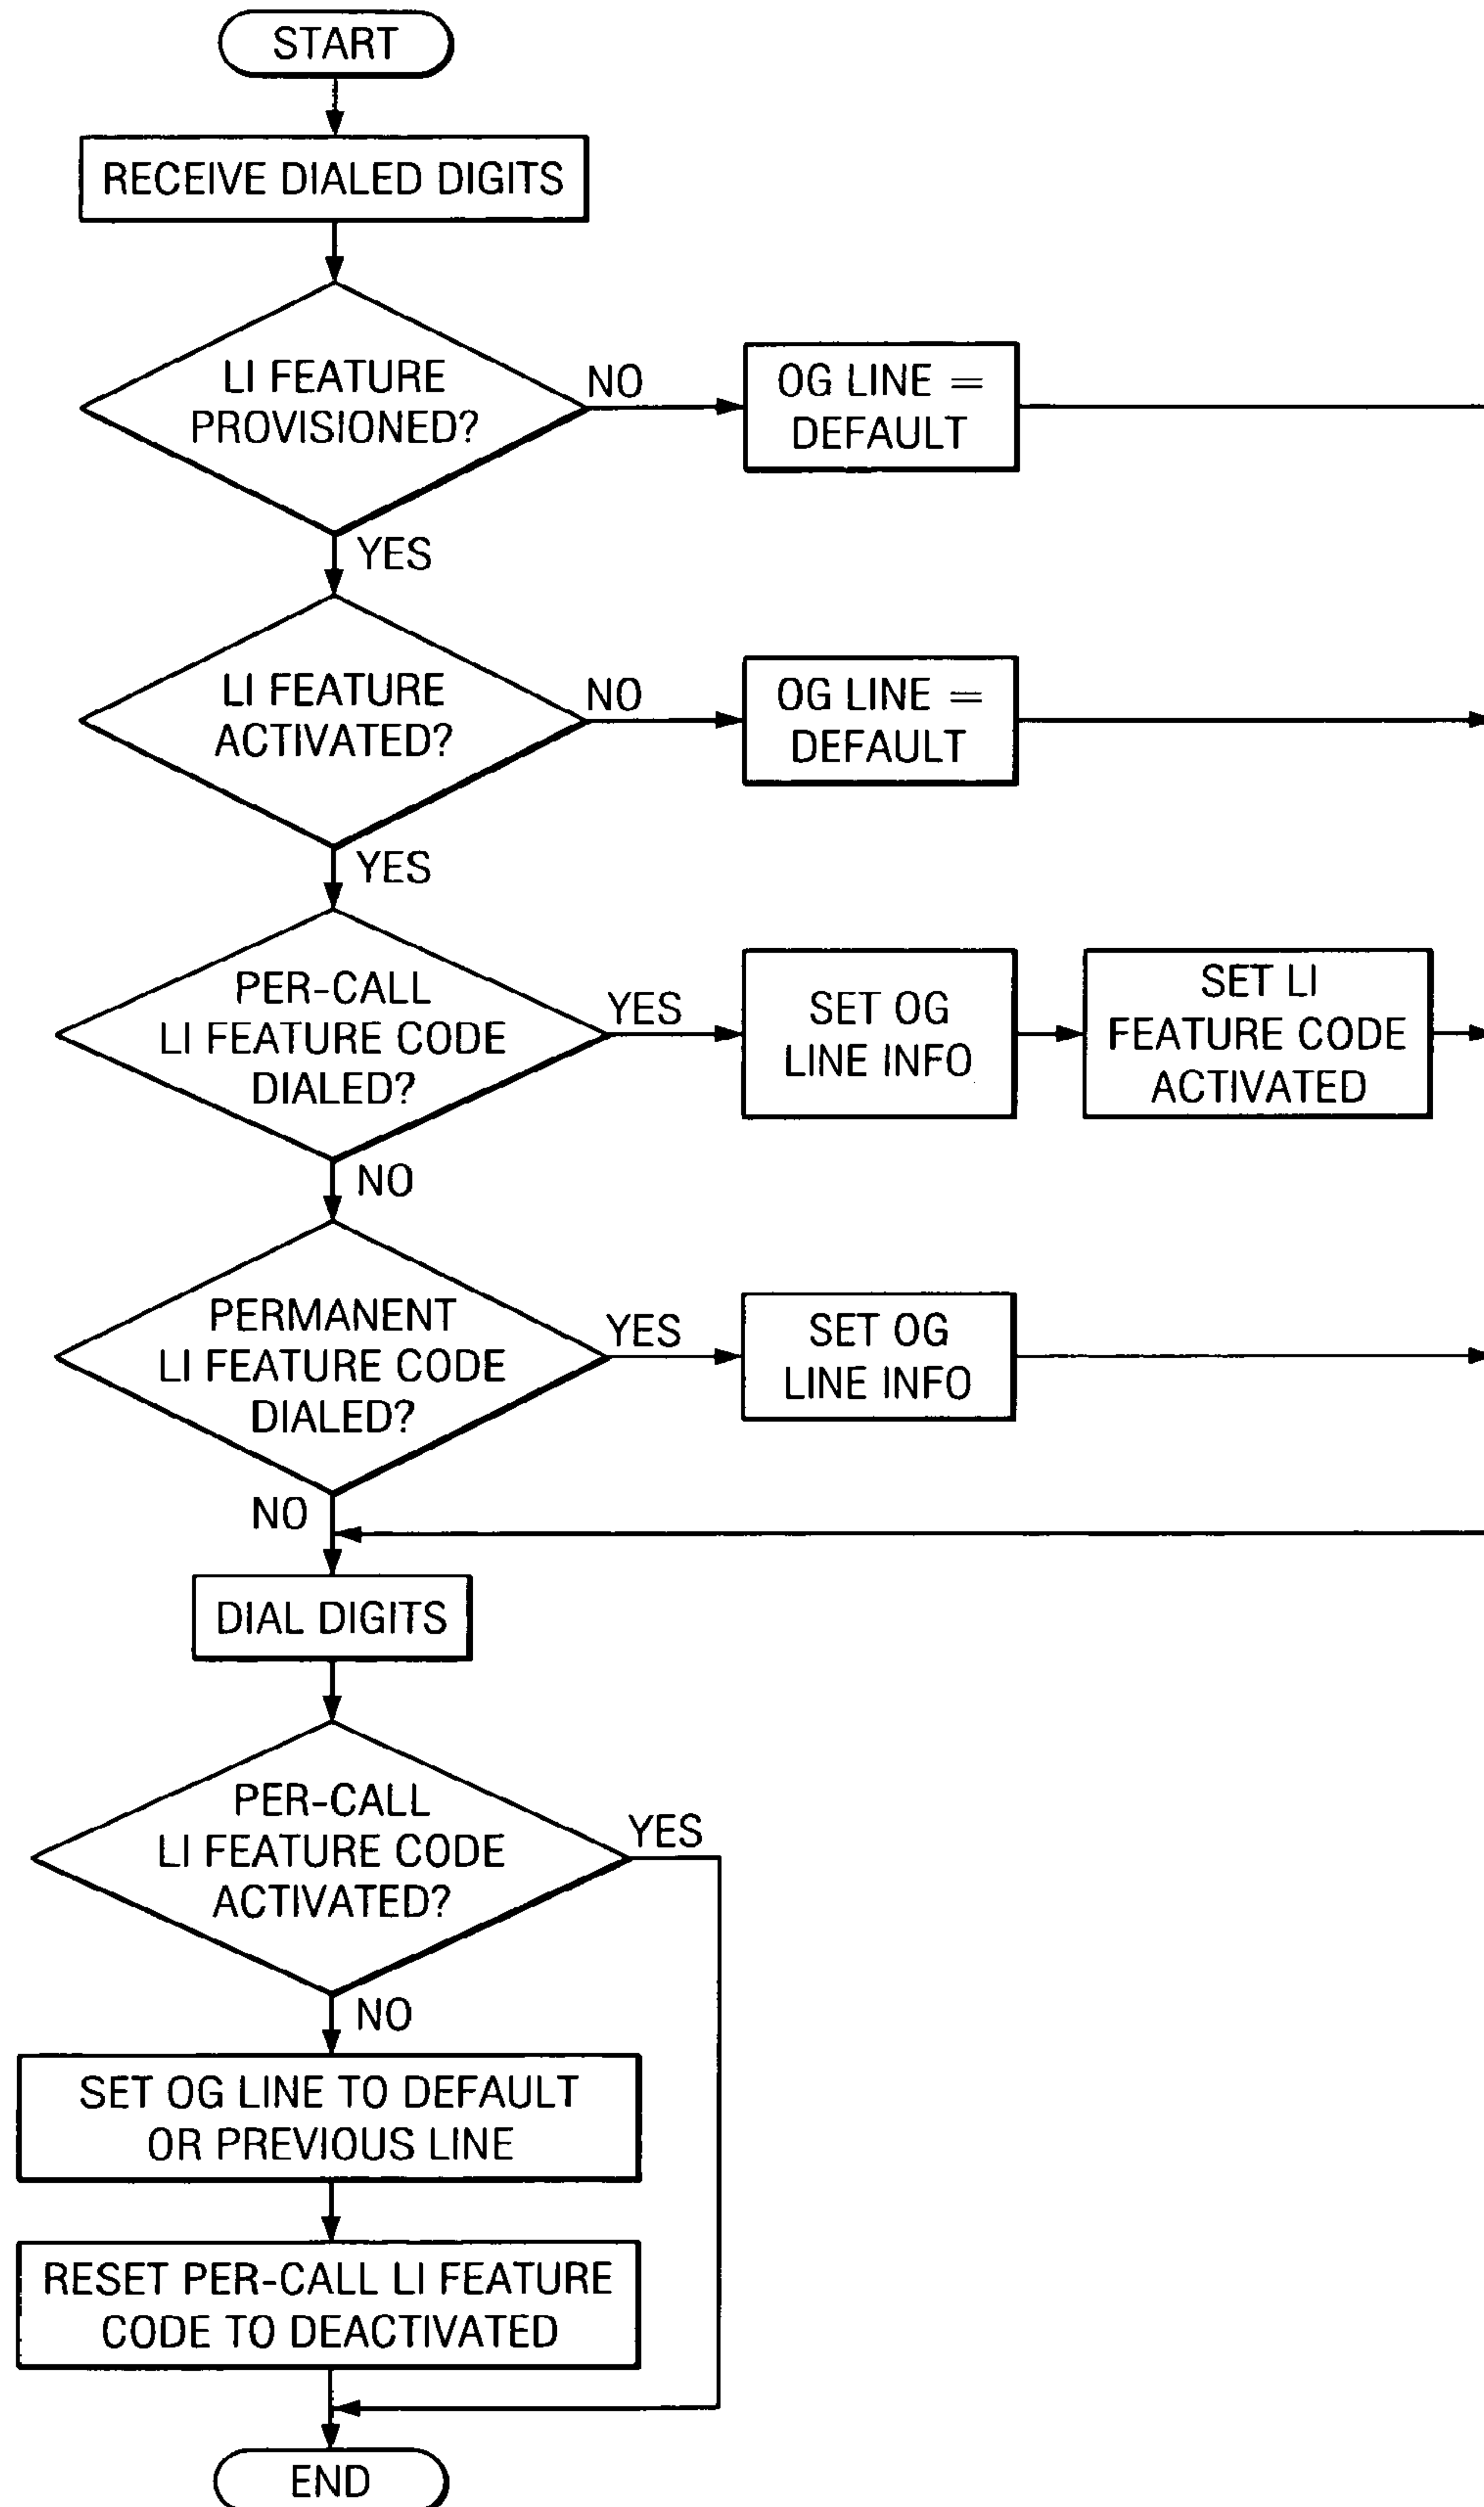 START
RECEIVE DIALED DIGITS
LI FEATURE
PROVISIONED?
NO
OG LINE =
DEFAULT
YES
LI FEATURE
ACTIVATED?
NO
OG LINE =
DEFAULT
YES
PER-CALL
LI FEATURE CODE
DIALED?
YES
SET OG
LINE INFO
SET LI
FEATURE CODE
ACTIVATED
NO
PERMANENT
LI FEATURE CODE
DIALED?
YES
SET OG
LINE INFO
NO
DIAL DIGITS
PER-CALL
LI FEATURE CODE
ACTIVATED?
YES
NO
SET OG LINE TO DEFAULT
OR PREVIOUS LINE
RESET PER-CALL LI FEATURE
CODE TO DEACTIVATED
END